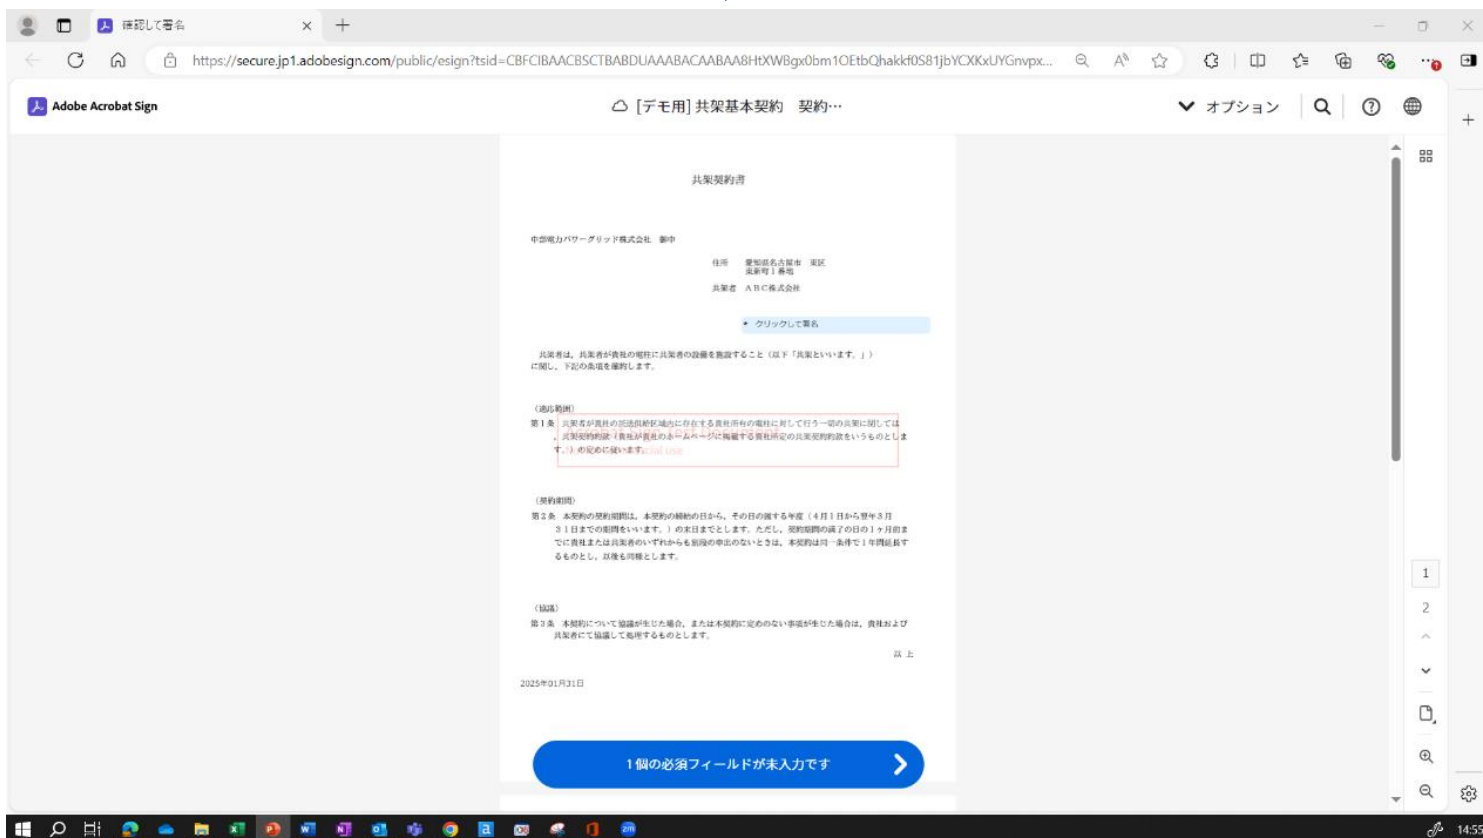 確認して署名
https://secure.jp1.adobesign.com/public/esign?tsid=CBFCIBAACBSCTBABDUAAABACAABAA8HtXWBgx0bm1OEtbQhakkf0S81jbYCXKxUYGnvpx...
Adobe Acrobat Sign
[デモ用] 共架基本契約 契約…
オプション
共架契約書
中部電力パワーグリッド株式会社 御中
住所 愛知県名古屋市 東区
東新町1番地
共架者 ABC株式会社
* クリックして署名
共架者は，共架者が貴社の電柱に共架者の設備を施設すること（以下「共架といいます。」）
に関し，下記の条項を確約します。
（適応範囲）
第1条 共架者が貴社の託送供給区域内に存在する貴社所有の電柱に対して行う一切の共架に関しては
，共架契約約款（貴社が貴社のホームページに掲載する貴社所定の共架契約約款をいうものとしま
す。）の定めに従います。
Acrobat Sign Test Document
（契約期間）
第2条 本契約の契約期間は，本契約の締結の日から，その日の属する年度（4月1日から翌年3月
31日までの期間をいいます。）の末日までとします。ただし，契約期間の満了の日の1ヶ月前ま
でに貴社または共架者のいずれからも別段の申出のないときは，本契約は同一条件で1年間延長す
るものとし，以後も同様とします。
（協議）
第3条 本契約について協議が生じた場合，または本契約に定めのない事項が生じた場合は，貴社および
共架者にて協議して処理するものとします。
以 上
2025年01月31日
1個の必須フィールドが未入力です
1
2
14:55